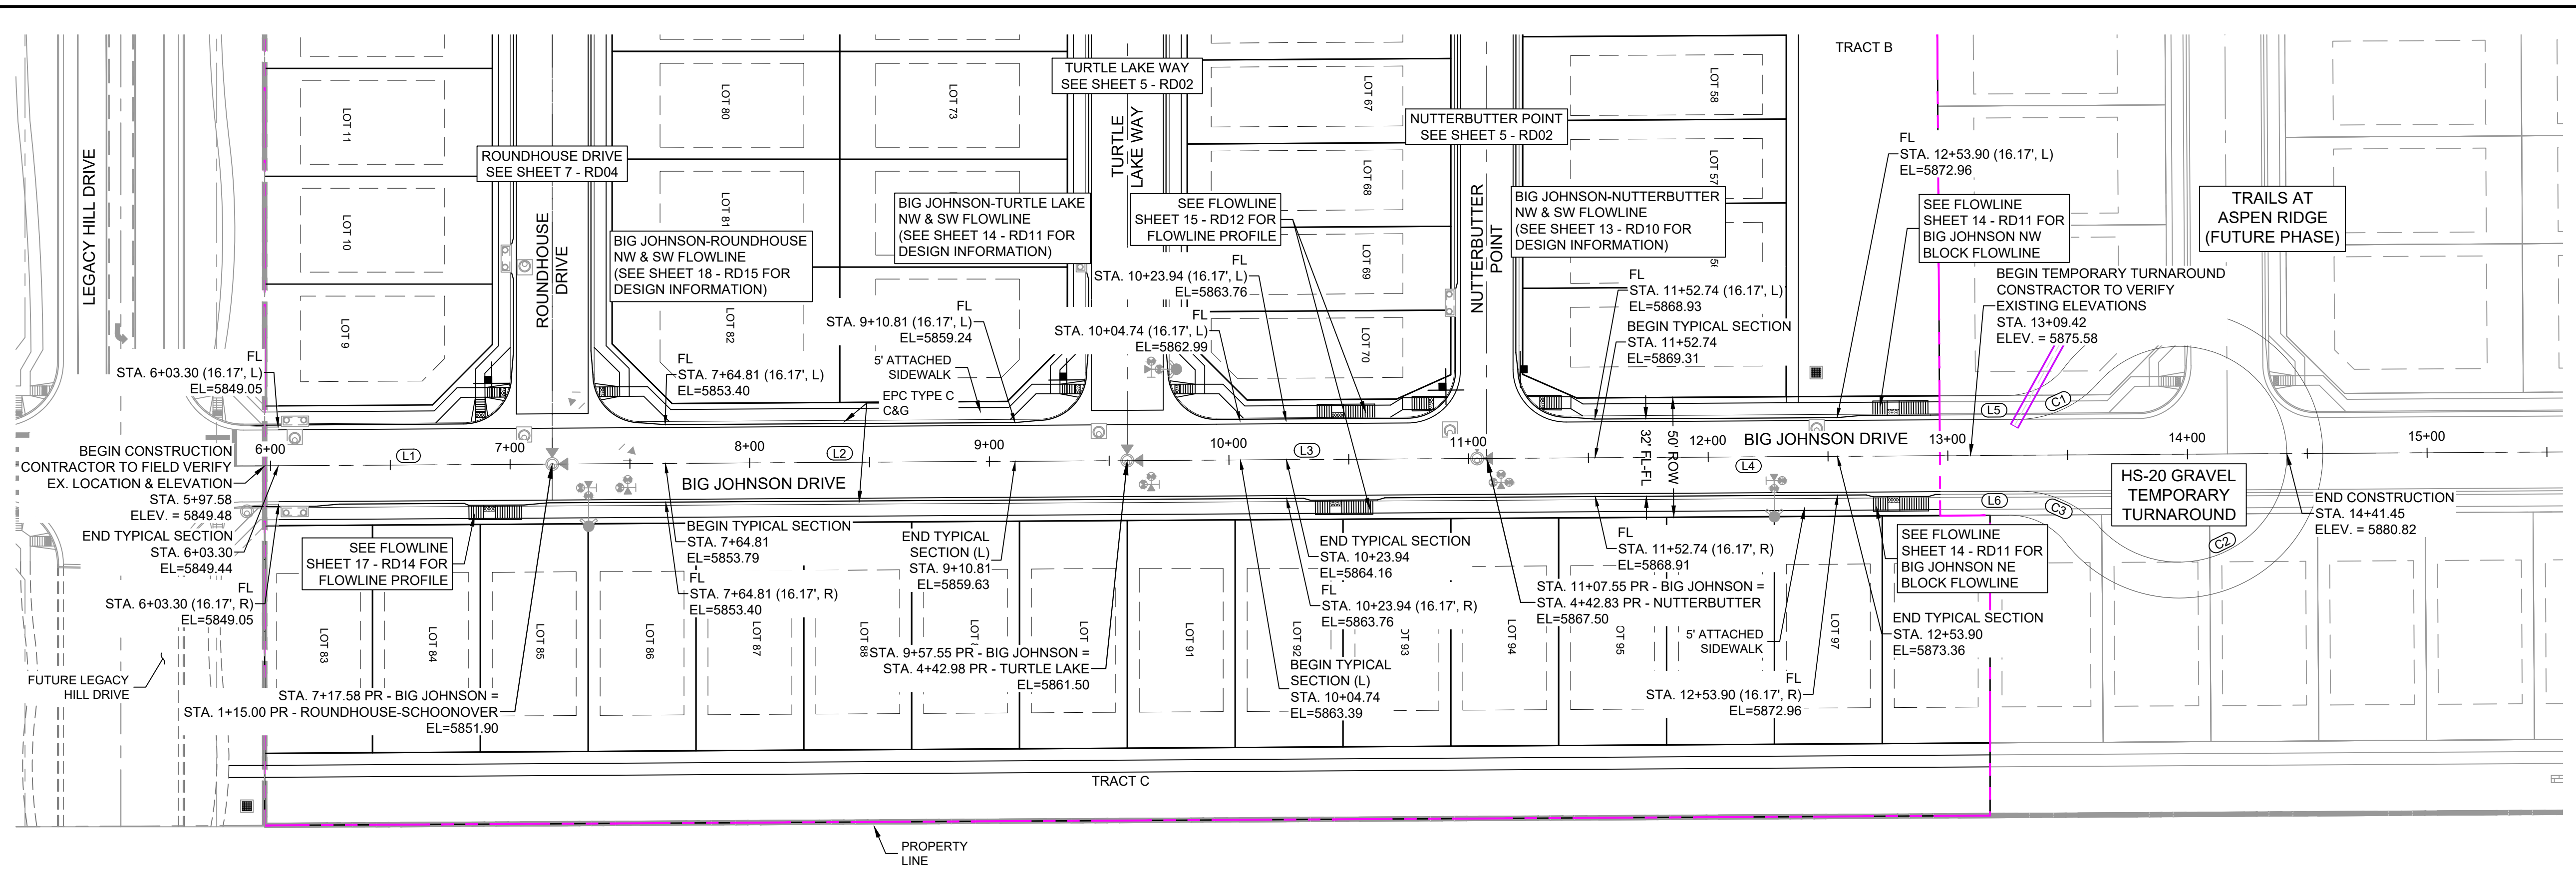 TRACT B
TURTLE LAKE WAY
SEE SHEET 5 - RD02
NUTTERBUTTER POINT
SEE SHEET 5 - RD02
ROUNDHOUSE DRIVE
SEE SHEET 7 - RD04
LEGACY HILL DRIVE
ROUNDHOUSE
DRIVE
TURTLE
LAKE WAY
NUTTERBUTTER
POINT
LOT 11
LOT 10
LOT 9
LOT 80
LOT 81
LOT 82
LOT 73
LOT 67
LOT 68
LOT 69
LOT 70
LOT 58
LOT 57
BIG JOHNSON-ROUNDHOUSE
NW & SW FLOWLINE
(SEE SHEET 18 - RD15 FOR
DESIGN INFORMATION)
BIG JOHNSON-TURTLE LAKE
NW & SW FLOWLINE
(SEE SHEET 14 - RD11 FOR
DESIGN INFORMATION)
SEE FLOWLINE
SHEET 15 - RD12 FOR
FLOWLINE PROFILE
BIG JOHNSON-NUTTERBUTTER
NW & SW FLOWLINE
(SEE SHEET 13 - RD10 FOR
DESIGN INFORMATION)
FL
STA. 12+53.90 (16.17', L)
EL=5872.96
SEE FLOWLINE
SHEET 14 - RD11 FOR
BIG JOHNSON NW
BLOCK FLOWLINE
TRAILS AT
ASPEN RIDGE
(FUTURE PHASE)
BEGIN TEMPORARY TURNAROUND
CONTRACTOR TO VERIFY
EXISTING ELEVATIONS
STA. 13+09.42
ELEV. = 5875.58
FL
STA. 6+03.30 (16.17', L)
EL=5849.05
FL
STA. 7+64.81 (16.17', L)
EL=5853.40
FL
STA. 9+10.81 (16.17', L)
EL=5859.24
5' ATTACHED
SIDEWALK
EPC TYPE C
C&G
FL
STA. 10+23.94 (16.17', L)
EL=5863.76
FL
STA. 10+04.74 (16.17', L)
EL=5862.99
FL
STA. 11+52.74 (16.17', L)
EL=5868.93
BEGIN TYPICAL SECTION
STA. 11+52.74
EL=5869.31
BEGIN CONSTRUCTION
CONTRACTOR TO FIELD VERIFY
EX. LOCATION & ELEVATION
STA. 5+97.58
ELEV. = 5849.48
END TYPICAL SECTION
STA. 6+03.30
EL=5849.44
FL
STA. 6+03.30 (16.17', R)
EL=5849.05
6+00
7+00
8+00
9+00
10+00
11+00
12+00
13+00
14+00
15+00
L1
L2
L3
L4
L5
L6
C1
C2
C3
BIG JOHNSON DRIVE
BIG JOHNSON DRIVE
32' FL-FL
50' ROW
HS-20 GRAVEL
TEMPORARY
TURNAROUND
END CONSTRUCTION
STA. 14+41.45
ELEV. = 5880.82
SEE FLOWLINE
SHEET 17 - RD14 FOR
FLOWLINE PROFILE
BEGIN TYPICAL SECTION
STA. 7+64.81
EL=5853.79
FL
STA. 7+64.81 (16.17', R)
EL=5853.40
END TYPICAL
SECTION (L)
STA. 9+10.81
EL=5859.63
END TYPICAL SECTION
STA. 10+23.94
EL=5864.16
FL
STA. 10+23.94 (16.17', R)
EL=5863.76
FL
STA. 11+52.74 (16.17', R)
EL=5868.91
STA. 11+07.55 PR - BIG JOHNSON =
STA. 4+42.83 PR - NUTTERBUTTER
EL=5867.50
SEE FLOWLINE
SHEET 14 - RD11 FOR
BIG JOHNSON NE
BLOCK FLOWLINE
END TYPICAL SECTION
STA. 12+53.90
EL=5873.36
5' ATTACHED
SIDEWALK
FL
STA. 12+53.90 (16.17', R)
EL=5872.96
STA. 9+57.55 PR - BIG JOHNSON =
STA. 4+42.98 PR - TURTLE LAKE
EL=5861.50
BEGIN TYPICAL
SECTION (L)
STA. 10+04.74
EL=5863.39
STA. 7+17.58 PR - BIG JOHNSON =
STA. 1+15.00 PR - ROUNDHOUSE-SCHOONOVER
EL=5851.90
FUTURE LEGACY
HILL DRIVE
LOT 83
LOT 84
LOT 85
LOT 86
LOT 87
LOT 88
LOT
LOT
LOT 91
LOT 92
LOT 94
LOT 97
TRACT C
PROPERTY
LINE